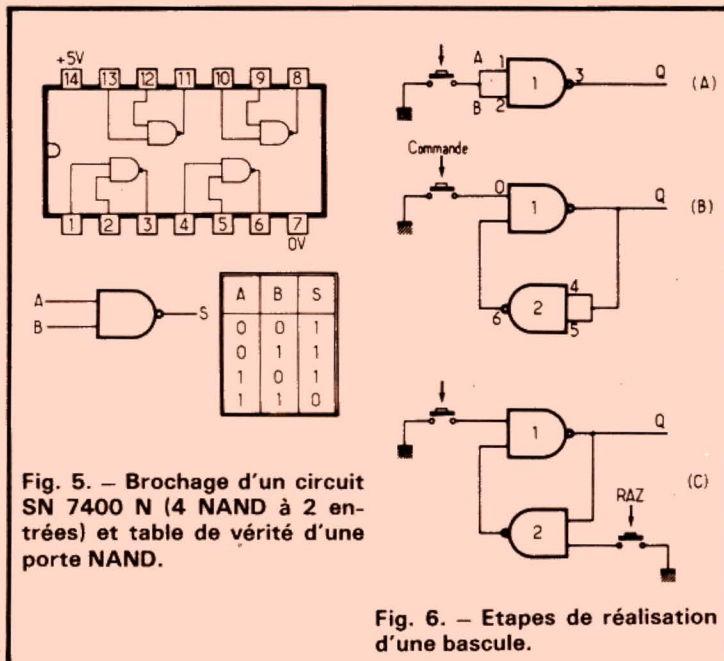 +5V
14 13 12 11 10 9 8
1 2 3 4 5 6 7
0V
A
B
S
A B S
0 0 1
0 1 1
1 0 1
1 1 0
Fig. 5. — Brochage d'un circuit
SN 7400 N (4 NAND à 2 en-
trées) et table de vérité d'une
porte NAND.
A 1
1 3 Q (A)
B 2
Commande
0 1 Q (B)
4
6 2
5
1 Q
(C)
RAZ
2
Fig. 6. — Etapes de réalisation
d'une bascule.